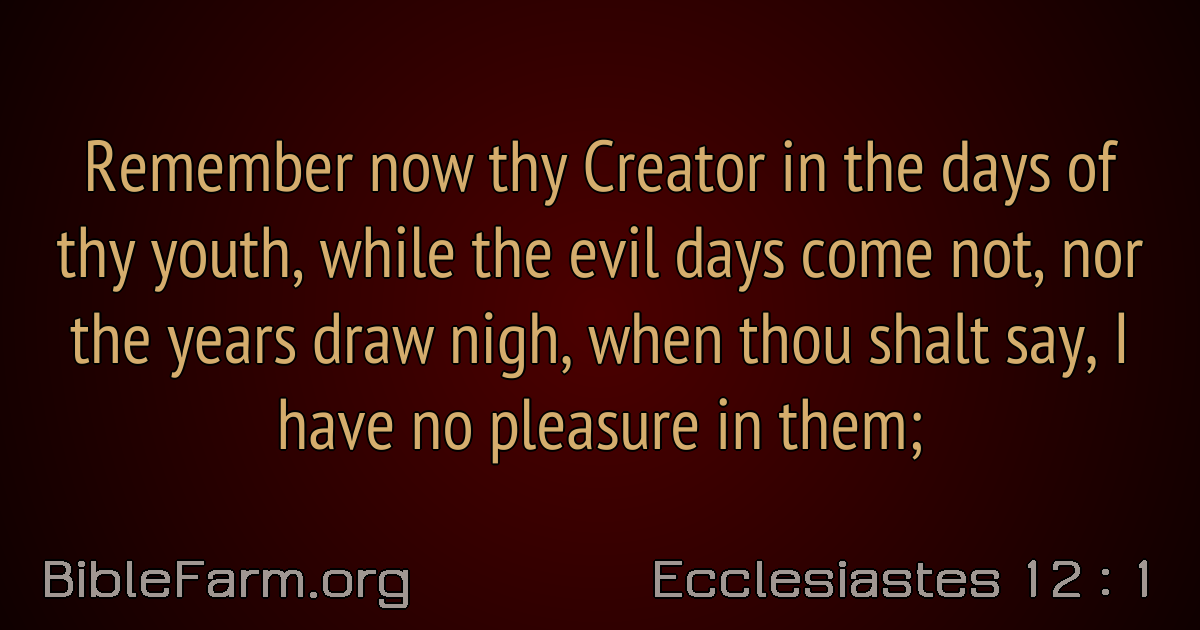 Remember now thy Creator in the days of
thy youth, while the evil days come not, nor
the years draw nigh, when thou shalt say, I
have no pleasure in them;
BibleFarm.org
Ecclesiastes 12 : 1